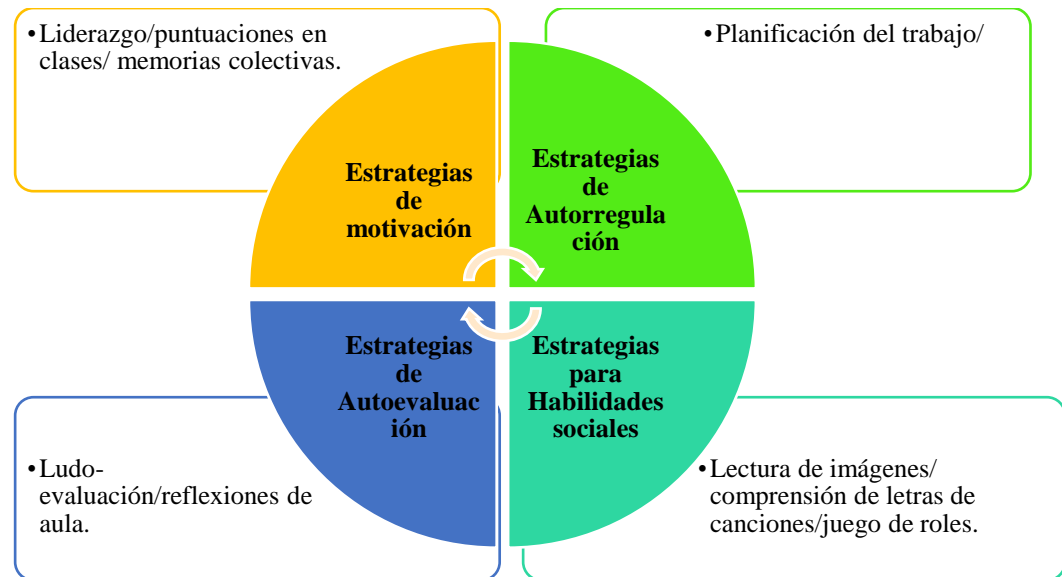 •Liderazgo/puntuaciones en
clases/ memorias colectivas.
•Planificación del trabajo/
Estrategias
de
motivación
Estrategias
de
Autorregula
ción
Estrategias
de
Autoevaluac
ión
Estrategias
para
Habilidades
sociales
•Ludo-
evaluación/reflexiones de
aula.
•Lectura de imágenes/
comprensión de letras de
canciones/juego de roles.